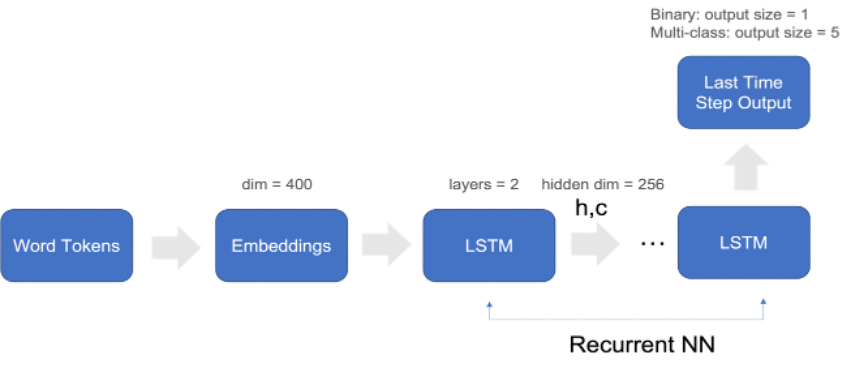 Binary: output size = 1
Multi-class: output size = 5
Last Time
Step Output
dim = 400
layers = 2
hidden dim = 256
h,c
Word Tokens
Embeddings
LSTM
...
LSTM
Recurrent NN